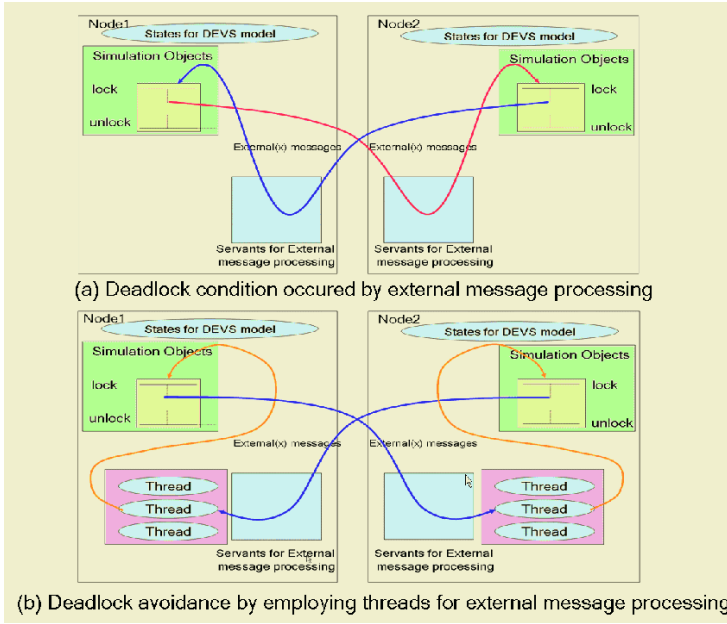 Node1
States for DEVS model
Simulation Objects
lock
unlock
Node2
States for DEVS model
Simulation Objects
lock
unlock
External(x) messages
External(x) messages
Servants for External
message processing
Servants for External
message processing
(a) Deadlock condition occured by external message processing
Node1
States for DEVS model
Simulation Objects
lock
unlock
Node2
States for DEVS model
Simulation Objects
lock
unlock
External(x) messages
External(x) messages
Thread
Thread
Thread
Thread
Thread
Thread
Servants for External
message processing
Servants for External
message processing
(b) Deadlock avoidance by employing threads for external message processing